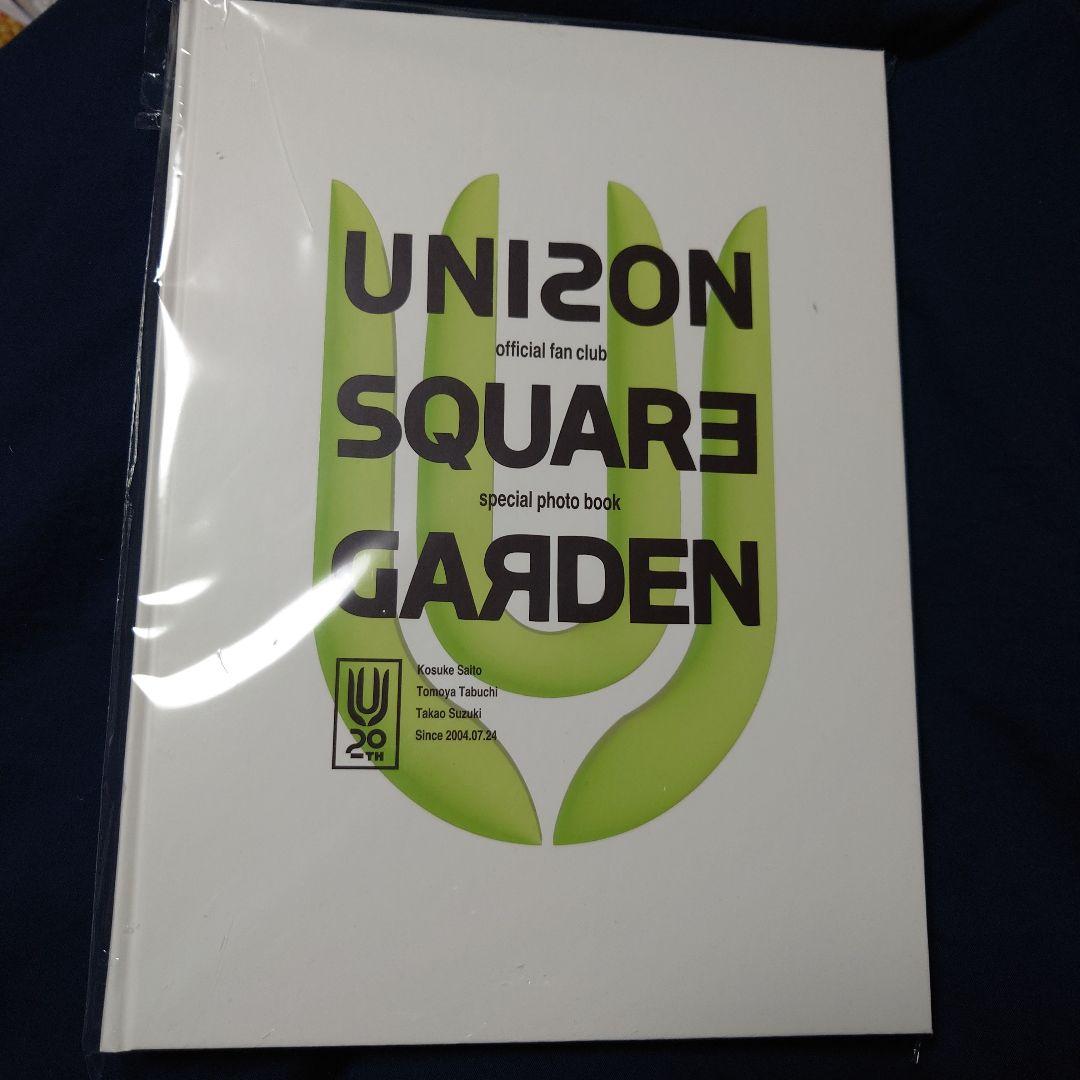 UNISON
official fan club
SQUARE
special photo book
GARDEN
Kosuke Saito
Tomoya Tabuchi
Takao Suzuki
Since 2004.07.24
20TH